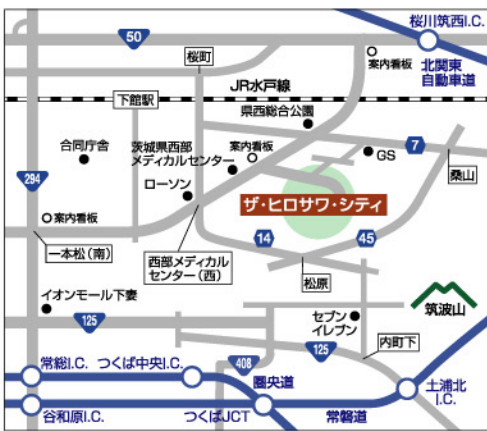 桜川筑西I.C.
50
桜町
案内看板
北関東
自動車道
JR水戸線
下館駅
県西総合公園
合同庁舎
茨城県西部
メディカルセンター
案内看板
7
GS
294
ローソン
桑山
ザ・ヒロサワ・シティ
案内看板
14
45
一本松(南)
西部メディカル
センター(西)
松原
イオンモール下妻
筑波山
125
セブン
イレブン
内町下
408
125
常総I.C.
つくば中央I.C.
圏央道
土浦北
I.C.
谷和原I.C.
つくばJCT
常磐道